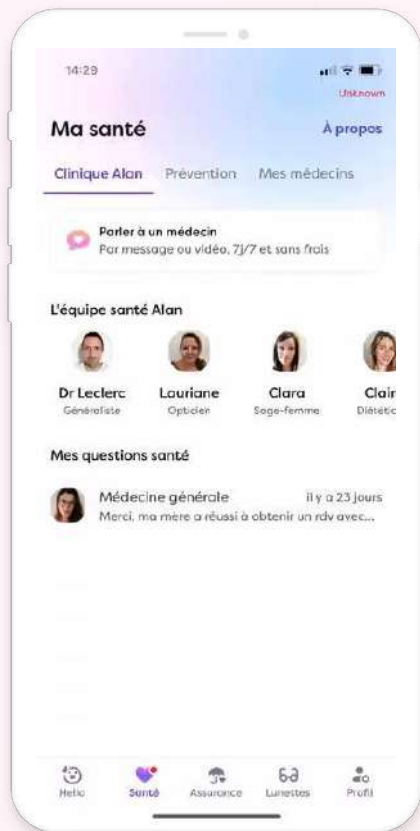 14:29
Unknown
Ma santé
À propos
Clinique Alan Prévention Mes médecins
Parler à un médecin
Par message ou vidéo, 7j/7 et sans frais
L'équipe santé Alan
Dr Leclerc Lauriane Clara Clair
Généraliste Opticien Sage-femme Diététic
Mes questions santé
Médecine générale il y a 23 jours
Merci, ma mère a réussi à obtenir un rdv avec...
Hello Santé Assurance Lunettes Profil